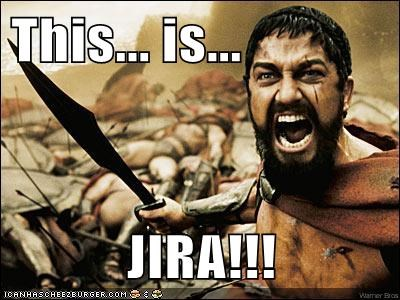 This... is...
JIRA!!!
ICANHASCHEEZBURGER.COM
Warner Bros